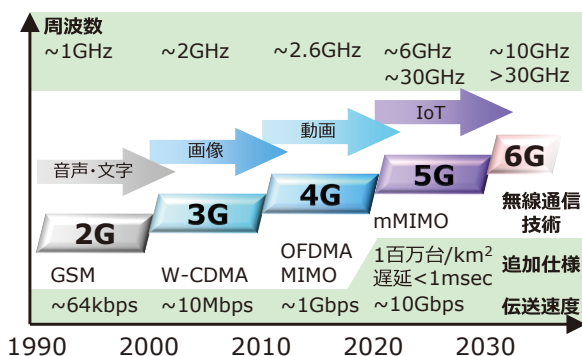 周波数
~1GHz ~2GHz ~2.6GHz ~6GHz ~10GHz
~30GHz >30GHz
IoT
動画
画像
音声・文字
6G
5G
4G
3G
2G
無線通信
技術
mMIMO
OFDMA
MIMO
GSM W-CDMA
1百万台/km²
遅延<1msec
追加仕様
~64kbps ~10Mbps ~1Gbps ~10Gbps 伝送速度
1990 2000 2010 2020 2030